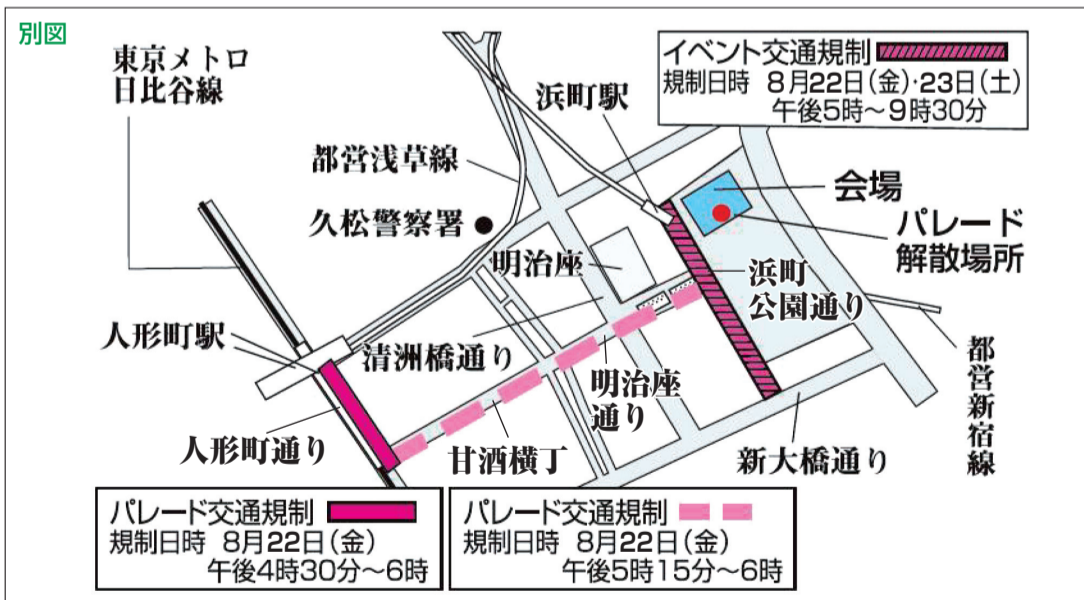 別図
東京メトロ
日比谷線
イベント交通規制
規制日時 8月22日(金)・23日(土)
午後5時~9時30分
浜町駅
都営浅草線
会場
久松警察署
パレード
解散場所
明治座
浜町
公園通り
人形町駅
清洲橋通り
明治座
通り
都営新宿線
人形町通り
甘酒横丁
新大橋通り
パレード交通規制
規制日時 8月22日(金)
午後4時30分~6時
パレード交通規制
規制日時 8月22日(金)
午後5時15分~6時